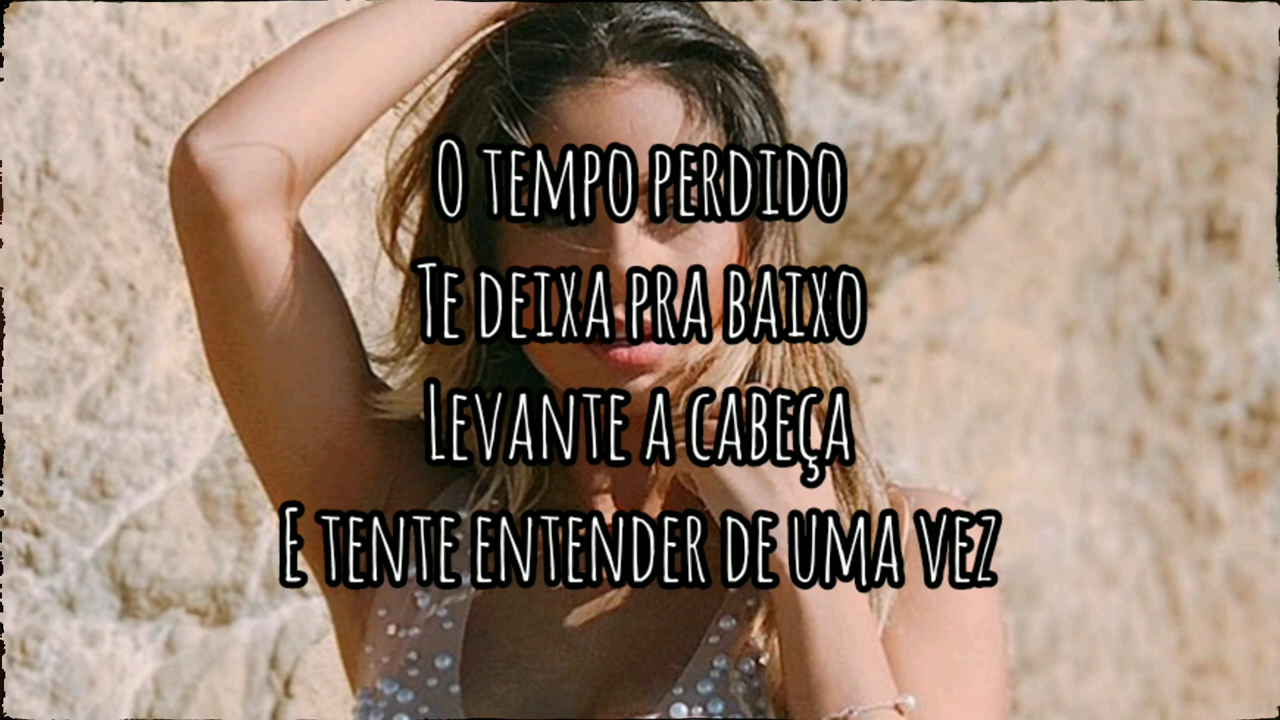 O tempo perdido
Te deixa pra baixo
Levante a cabeça
E tente entender de uma vez